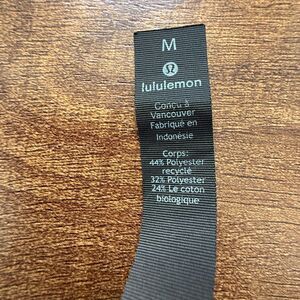 M
lululemon
Conçu à
Vancouver
Fabriqué en
Indonésie
Corps:
44% Polyester
recyclé
32% Polyester
24% Le coton
biologique